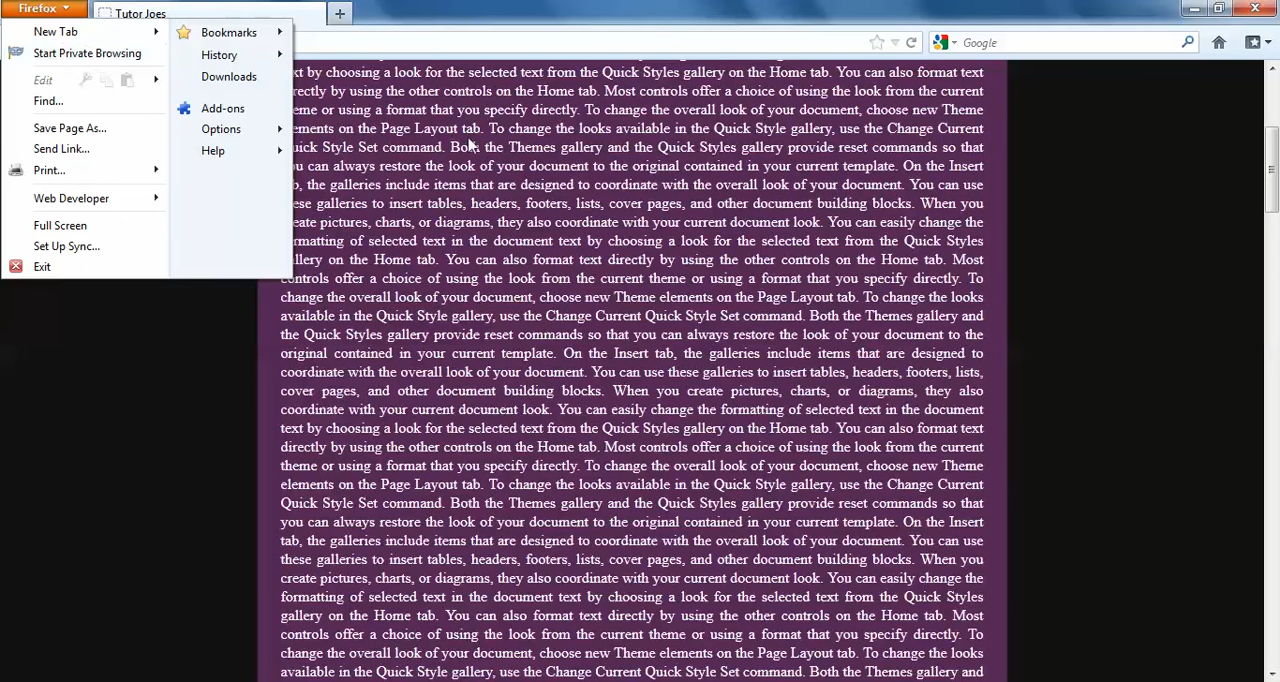 Firefox
Tutor Joes
Google
New Tab
Start Private Browsing
Edit
Find...
Save Page As...
Send Link...
Print...
Web Developer
Full Screen
Set Up Sync...
Exit
Bookmarks
History
Downloads
Add-ons
Options
Help
xt by choosing a look for the selected text from the Quick Styles gallery on the Home tab. You can also format text
rectly by using the other controls on the Home tab. Most controls offer a choice of using the look from the current
eme or using a format that you specify directly. To change the overall look of your document, choose new Theme
ements on the Page Layout tab. To change the looks available in the Quick Style gallery, use the Change Current
uick Style Set command. Both the Themes gallery and the Quick Styles gallery provide reset commands so that
ou can always restore the look of your document to the original contained in your current template. On the Insert
b, the galleries include items that are designed to coordinate with the overall look of your document. You can use
ese galleries to insert tables, headers, footers, lists, cover pages, and other document building blocks. When you
eate pictures, charts, or diagrams, they also coordinate with your current document look. You can easily change the
rmatting of selected text in the document text by choosing a look for the selected text from the Quick Styles
llery on the Home tab. You can also format text directly by using the other controls on the Home tab. Most
controls offer a choice of using the look from the current theme or using a format that you specify directly. To
change the overall look of your document, choose new Theme elements on the Page Layout tab. To change the looks
available in the Quick Style gallery, use the Change Current Quick Style Set command. Both the Themes gallery and
the Quick Styles gallery provide reset commands so that you can always restore the look of your document to the
original contained in your current template. On the Insert tab, the galleries include items that are designed to
coordinate with the overall look of your document. You can use these galleries to insert tables, headers, footers, lists,
cover pages, and other document building blocks. When you create pictures, charts, or diagrams, they also
coordinate with your current document look. You can easily change the formatting of selected text in the document
text by choosing a look for the selected text from the Quick Styles gallery on the Home tab. You can also format text
directly by using the other controls on the Home tab. Most controls offer a choice of using the look from the current
theme or using a format that you specify directly. To change the overall look of your document, choose new Theme
elements on the Page Layout tab. To change the looks available in the Quick Style gallery, use the Change Current
Quick Style Set command. Both the Themes gallery and the Quick Styles gallery provide reset commands so that
you can always restore the look of your document to the original contained in your current template. On the Insert
tab, the galleries include items that are designed to coordinate with the overall look of your document. You can use
these galleries to insert tables, headers, footers, lists, cover pages, and other document building blocks. When you
create pictures, charts, or diagrams, they also coordinate with your current document look. You can easily change the
formatting of selected text in the document text by choosing a look for the selected text from the Quick Styles
gallery on the Home tab. You can also format text directly by using the other controls on the Home tab. Most
controls offer a choice of using the look from the current theme or using a format that you specify directly. To
change the overall look of your document, choose new Theme elements on the Page Layout tab. To change the looks
available in the Quick Style gallery, use the Change Current Quick Style Set command. Both the Themes gallery and